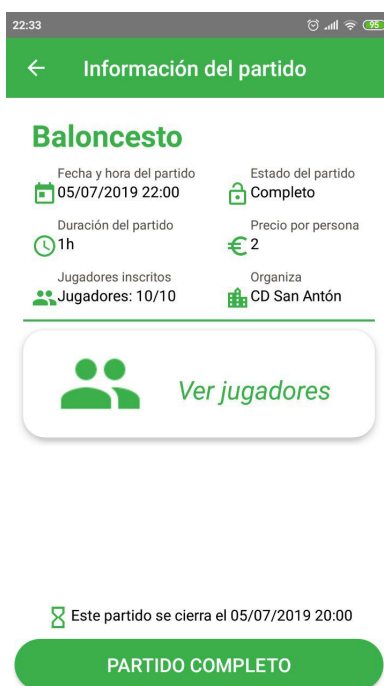 22:33
95
Información del partido
Baloncesto
Fecha y hora del partido
05/07/2019 22:00
Estado del partido
Completo
Duración del partido
1h
Precio por persona
2
Jugadores inscritos
Jugadores: 10/10
Organiza
CD San Antón
Ver jugadores
Este partido se cierra el 05/07/2019 20:00
PARTIDO COMPLETO